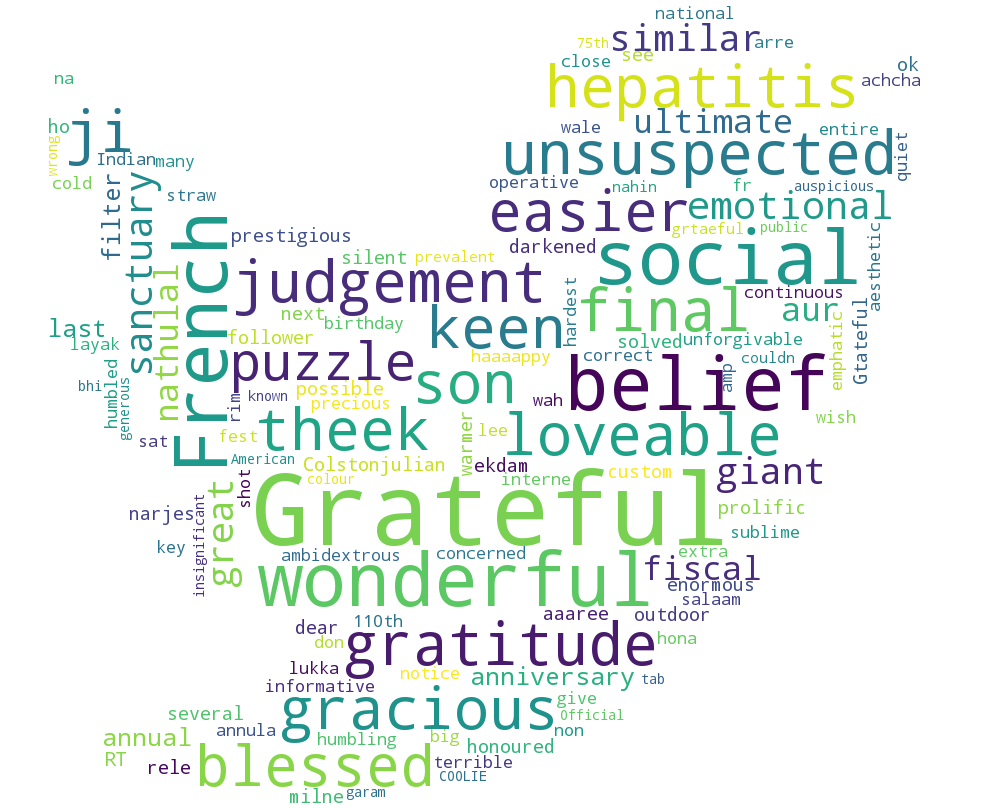 national
75th
similar
arre
close
see
ok
na
hepatitis
achcha
ji
ho
wale
ultimate
entire
wrong
Indian
many
unsuspected
quiet
cold
filter
sanctuary
straw
operative
nahin
fr
auspicious
easier
emotional
French
prestigious
darkened
grtaeful
public
silent
prevalent
social
aesthetic
nathulal
judgement
hardest
final
continuous
aur
last
layak
next
birthday
keen
solved
unforgivable
emphatic
Gtateful
follower
haaaappy
correct
couldn
amp
puzzle
bhi
humbled
generous
rim
known
possible
precious
son
wah
belief
wish
sat
fest
theek
warmer
lee
loveable
American
Colstonjulian
ekdam
giant
shot
colour
interne
custom
great
narjes
insignificant
Grateful
prolific
sublime
key
ambidextrous
concerned
extra
wonderful
fiscal
enormous
salaam
dear
110th
aaaree
outdoor
don
gratitude
hona
lukka
notice
anniversary
tab
informative
several
gracious
give
Official
annual
annula
humbling
big
honoured
non
RT
rele
blessed
terrible
COOLIE
milne
garam